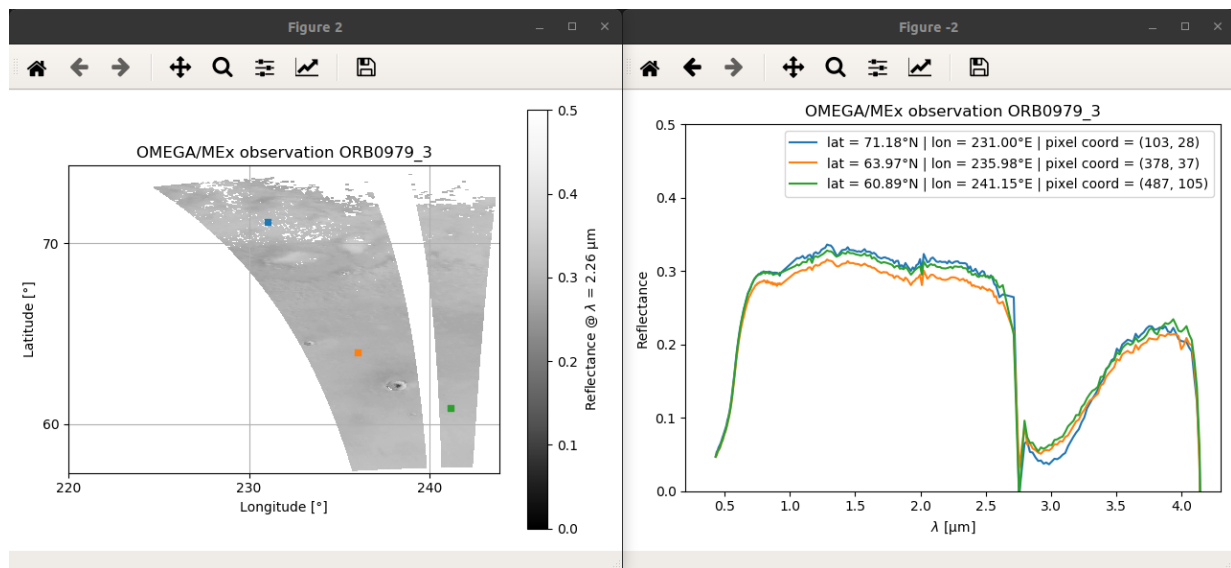 Figure 2
OMEGA/MEx observation ORB0979_3
70
60
Latitude [°]
220
230
240
Longitude [°]
0.5
0.4
0.3
0.2
0.1
0.0
Reflectance @ λ = 2.26 µm
Figure -2
OMEGA/MEx observation ORB0979_3
lat = 71.18°N | lon = 231.00°E | pixel coord = (103, 28)
lat = 63.97°N | lon = 235.98°E | pixel coord = (378, 37)
lat = 60.89°N | lon = 241.15°E | pixel coord = (487, 105)
0.5
0.4
0.3
0.2
0.1
0.0
Reflectance
0.5
1.0
1.5
2.0
2.5
3.0
3.5
4.0
λ [µm]